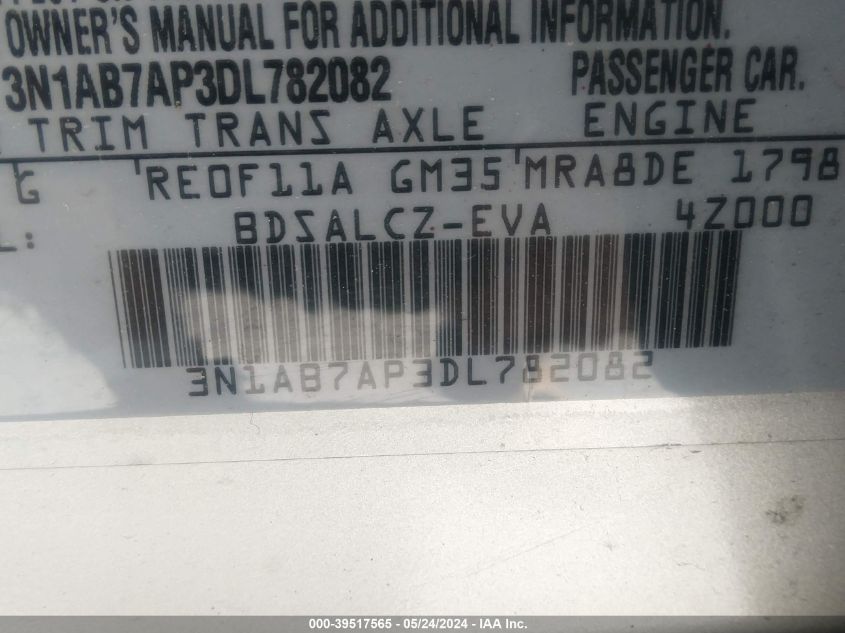 OWNER'S MANUAL FOR ADDITIONAL INFORMATION.
3N1AB7AP3DL782082 PASSENGER CAR.
TRIM TRANS AXLE ENGINE
G RE0F11A GM35 MRA8DE 1798
BDSALCZ-EVA 4Z000
L:
3N1AB7AP3DL782082
000-39517565 - 05/24/2024 - IAA Inc.